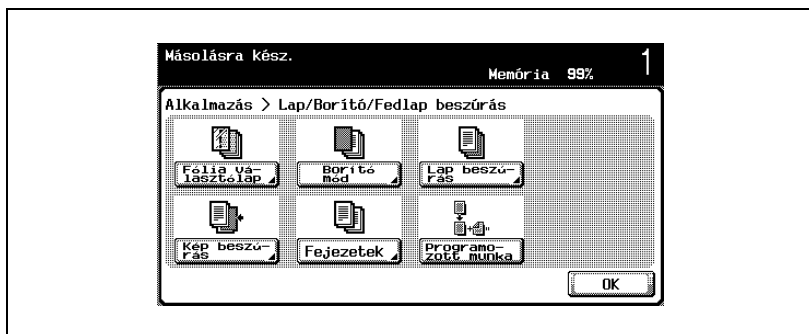 Másolásra kész.
Memória 99% 1
Alkalmazás > Lap/Borító/Fedlap beszúrás
Fólia vá-
lasztólap
Borító
mód
Lap beszú-
rás
Kép beszú-
rás
Fejezetek
Programo-
zott munka
OK